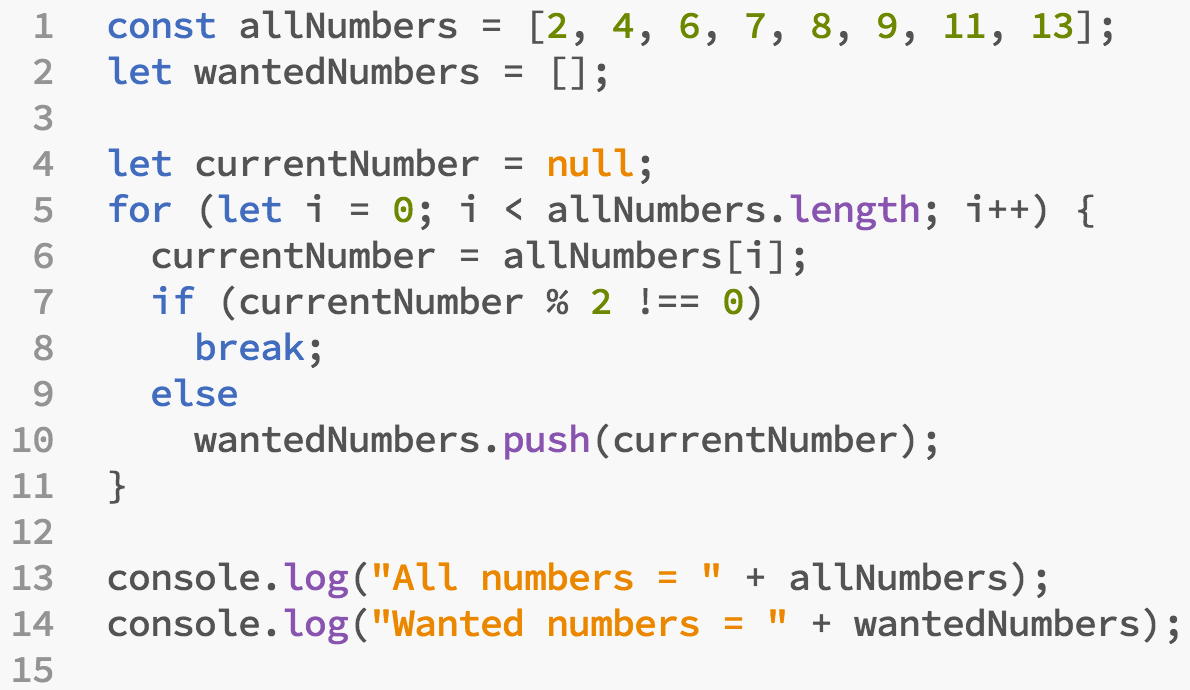 1 const allNumbers = [2, 4, 6, 7, 8, 9, 11, 13];
2 let wantedNumbers = [];
3
4 let currentNumber = null;
5 for (let i = 0; i < allNumbers.length; i++) {
6   currentNumber = allNumbers[i];
7   if (currentNumber % 2 !== 0)
8     break;
9   else
10     wantedNumbers.push(currentNumber);
11 }
12
13 console.log("All numbers = " + allNumbers);
14 console.log("Wanted numbers = " + wantedNumbers);
15